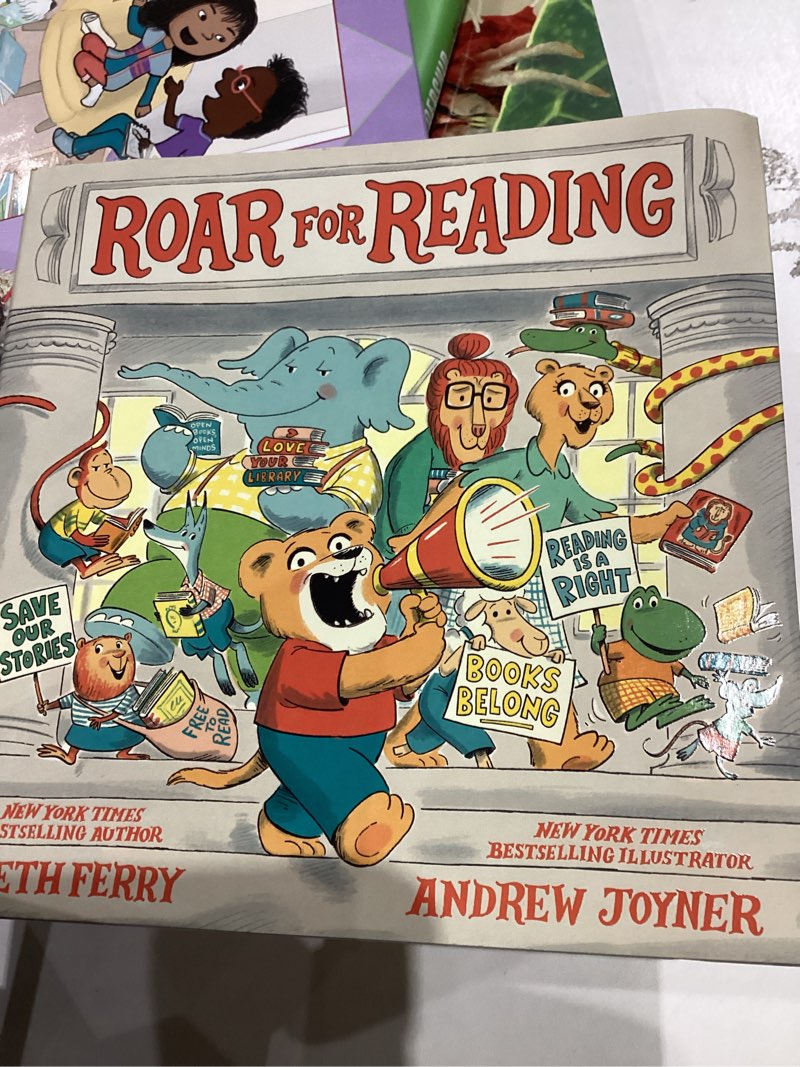 ROAR FOR READING
OPEN
BOOKS
OPEN
MINDS
LOVE
YOUR
LIBRARY
READING
IS A
RIGHT
SAVE
OUR
STORIES
BOOKS
BELONG
FREE
TO
READ
NEW YORK TIMES
STSELLING AUTHOR
ETH FERRY
NEW YORK TIMES
BESTSELLING ILLUSTRATOR
ANDREW JOYNER